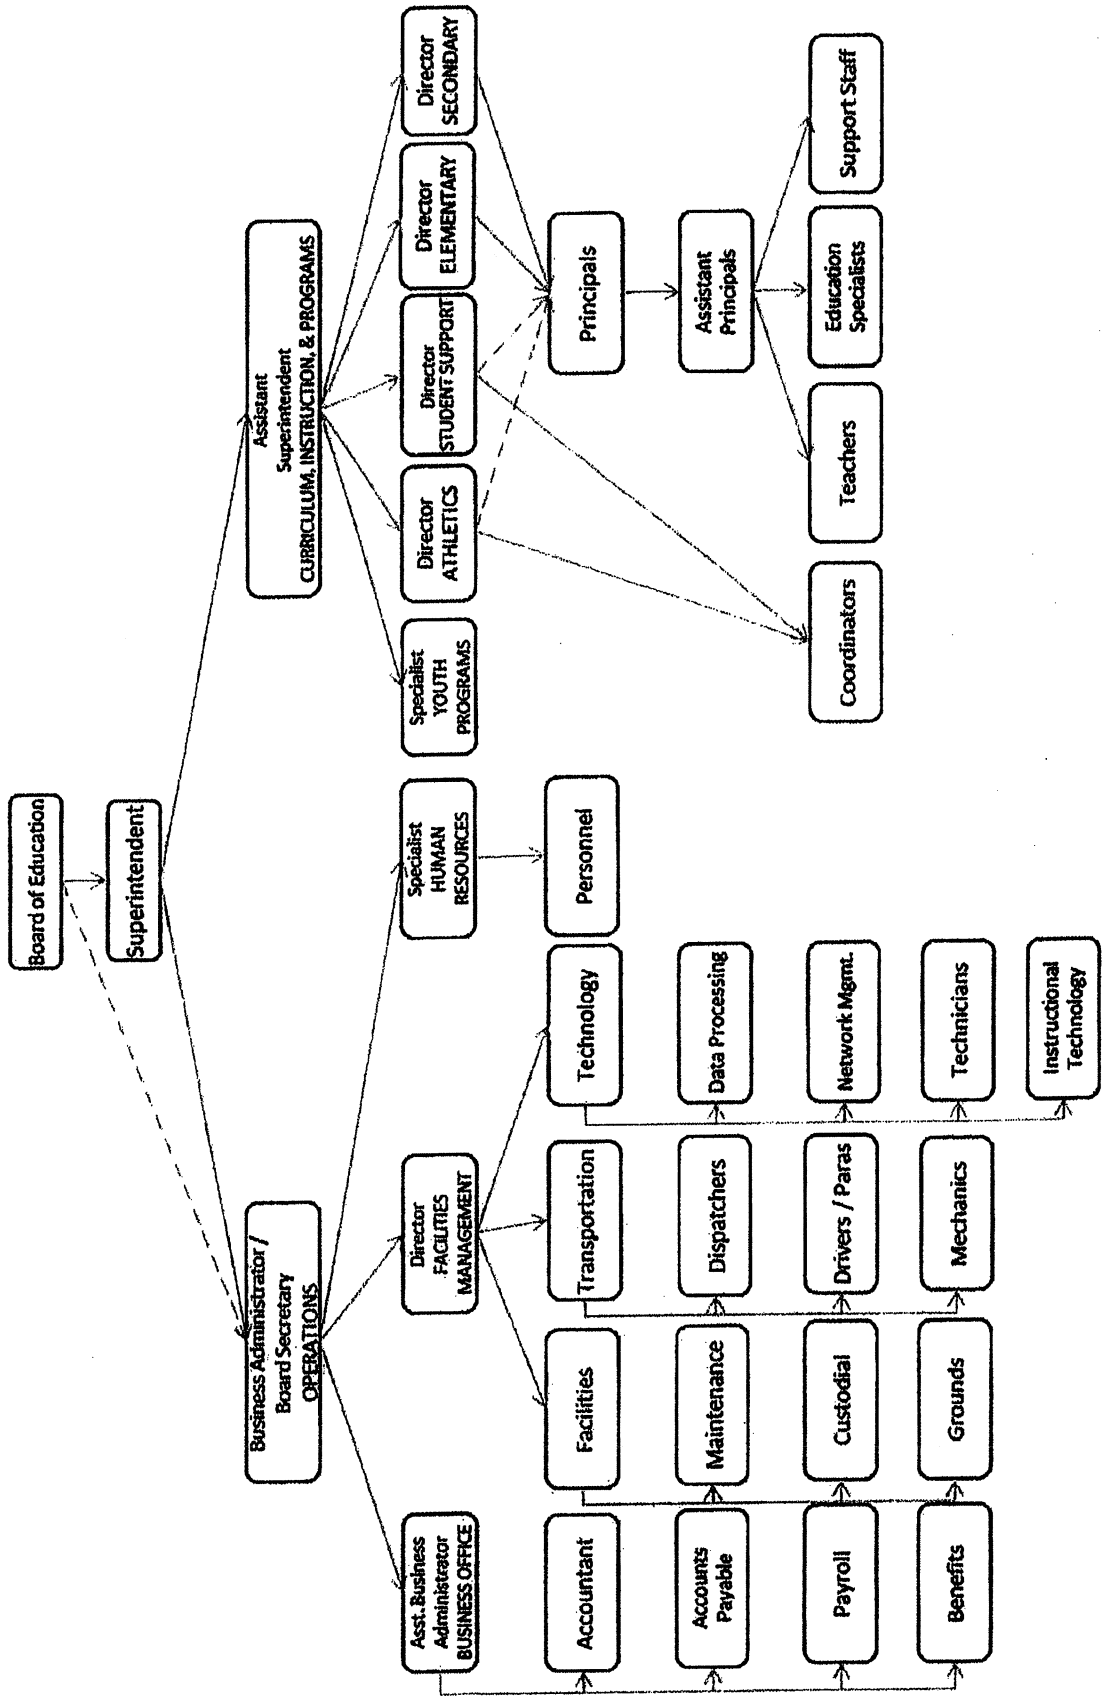 Board of Education
Superintendent
Business Administrator /
Board Secretary
OPERATIONS
Assistant
Superintendent
CURRICULUM, INSTRUCTION, & PROGRAMS
Asst. Business
Administrator
BUSINESS OFFICE
Director
FACILITIES
MANAGEMENT
Specialist
HUMAN
RESOURCES
Specialist
YOUTH
PROGRAMS
Director
ATHLETICS
Director
STUDENT SUPPORT
Director
ELEMENTARY
Director
SECONDARY
Accountant
Facilities
Transportation
Technology
Personnel
Principals
Accounts
Payable
Maintenance
Dispatchers
Data Processing
Assistant
Principals
Payroll
Custodial
Drivers / Paras
Network Mgmt.
Coordinators
Teachers
Education
Specialists
Support Staff
Benefits
Grounds
Mechanics
Technicians
Instructional
Technology